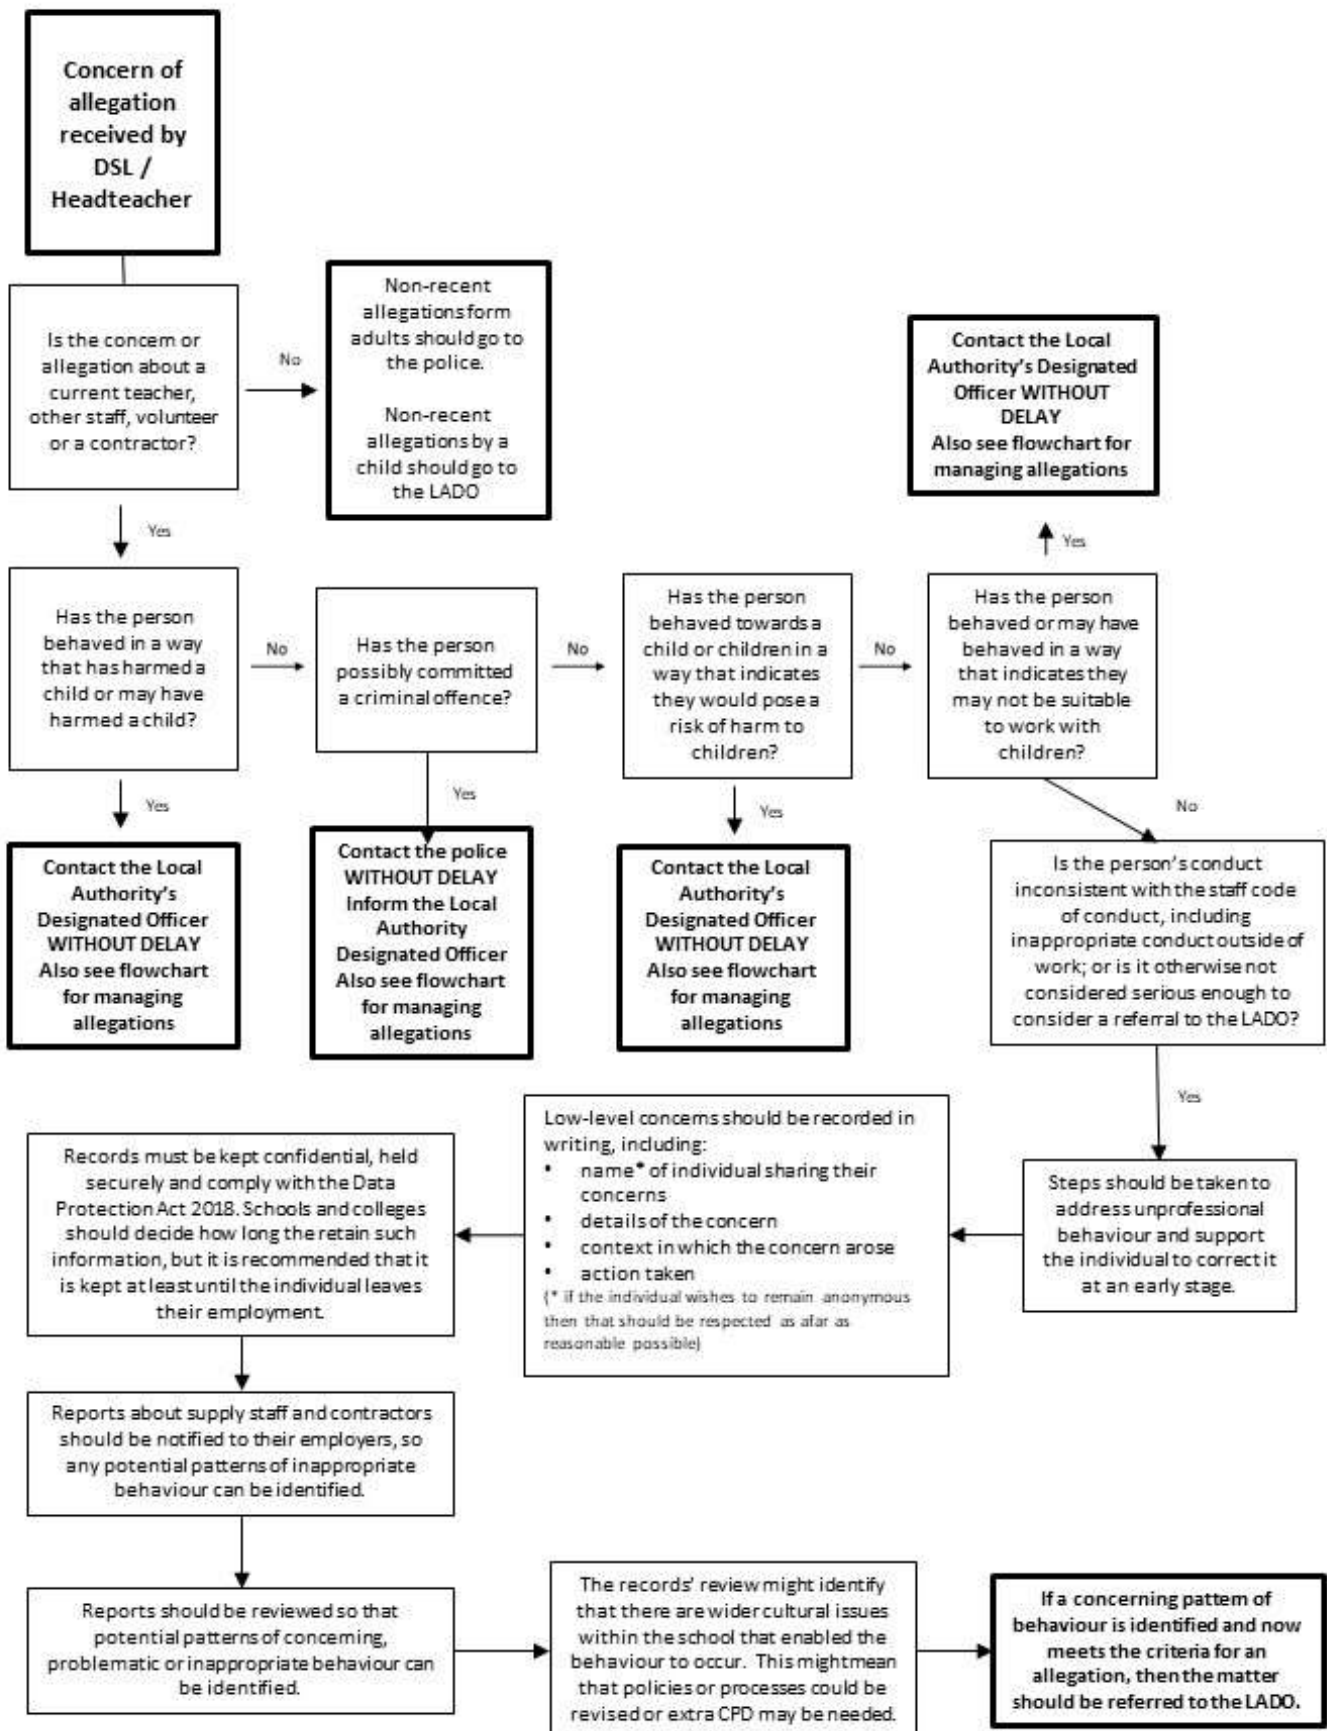 Concern of
allegation
received by
DSL /
Headteacher
Is the concern or
allegation about a
current teacher,
other staff, volunteer
or a contractor?
No
Non-recent
allegations form
adults should go to
the police.
Non-recent
allegations by a
child should go to
the LADO
Contact the Local
Authority's Designated
Officer WITHOUT
DELAY
Also see flowchart for
managing allegations
Yes
Yes
Has the person
behaved in a way
that has harmed a
child or may have
harmed a child?
No
Has the person
possibly committed
a criminal offence?
No
Has the person
behaved towards a
child or children in a
way that indicates
they would pose a
risk of harm to
children?
No
Has the person
behaved or may have
behaved in a way
that indicates they
may not be suitable
to work with
children?
Yes
Yes
Yes
No
Contact the Local
Authority's
Designated Officer
WITHOUT DELAY
Also see flowchart
for managing
allegations
Contact the police
WITHOUT DELAY
Inform the Local
Authority
Designated Officer
Also see flowchart
for managing
allegations
Contact the Local
Authority's
Designated Officer
WITHOUT DELAY
Also see flowchart
for managing
allegations
Is the person's conduct
inconsistent with the staff code
of conduct, including
inappropriate conduct outside of
work; or is it otherwise not
considered serious enough to
consider a referral to the LADO?
Yes
Steps should be taken to
address unprofessional
behaviour and support
the individual to correct it
at an early stage.
Low-level concerns should be recorded in
writing, including:
• name* of individual sharing their
concerns
• details of the concern
• context in which the concern arose
• action taken
(* if the individual wishes to remain anonymous
then that should be respected as afar as
reasonable possible)
Records must be kept confidential, held
securely and comply with the Data
Protection Act 2018. Schools and colleges
should decide how long the retain such
information, but it is recommended that it
is kept at least until the individual leaves
their employment.
Reports about supply staff and contractors
should be notified to their employers, so
any potential patterns of inappropriate
behaviour can be identified.
Reports should be reviewed so that
potential patterns of concerning,
problematic or inappropriate behaviour can
be identified.
The records' review might identify
that there are wider cultural issues
within the school that enabled the
behaviour to occur. This might mean
that policies or processes could be
revised or extra CPD may be needed.
If a concerning pattern of
behaviour is identified and now
meets the criteria for an
allegation, then the matter
should be referred to the LADO.